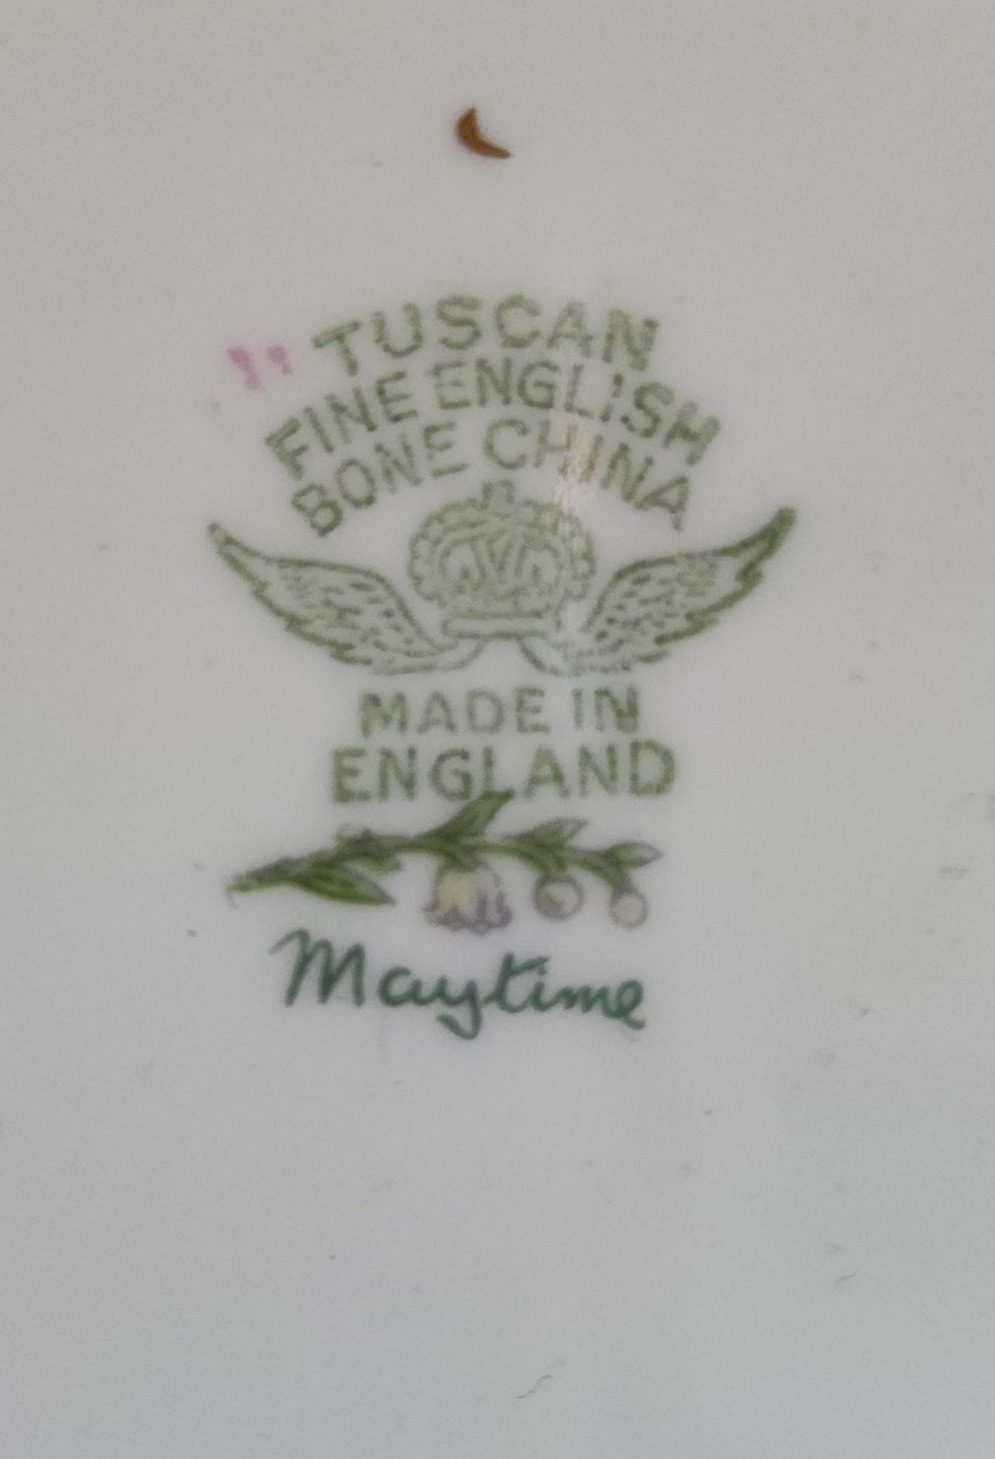 TUSCAN
FINE ENGLISH
BONE CHINA
MADE IN
ENGLAND
Maytime